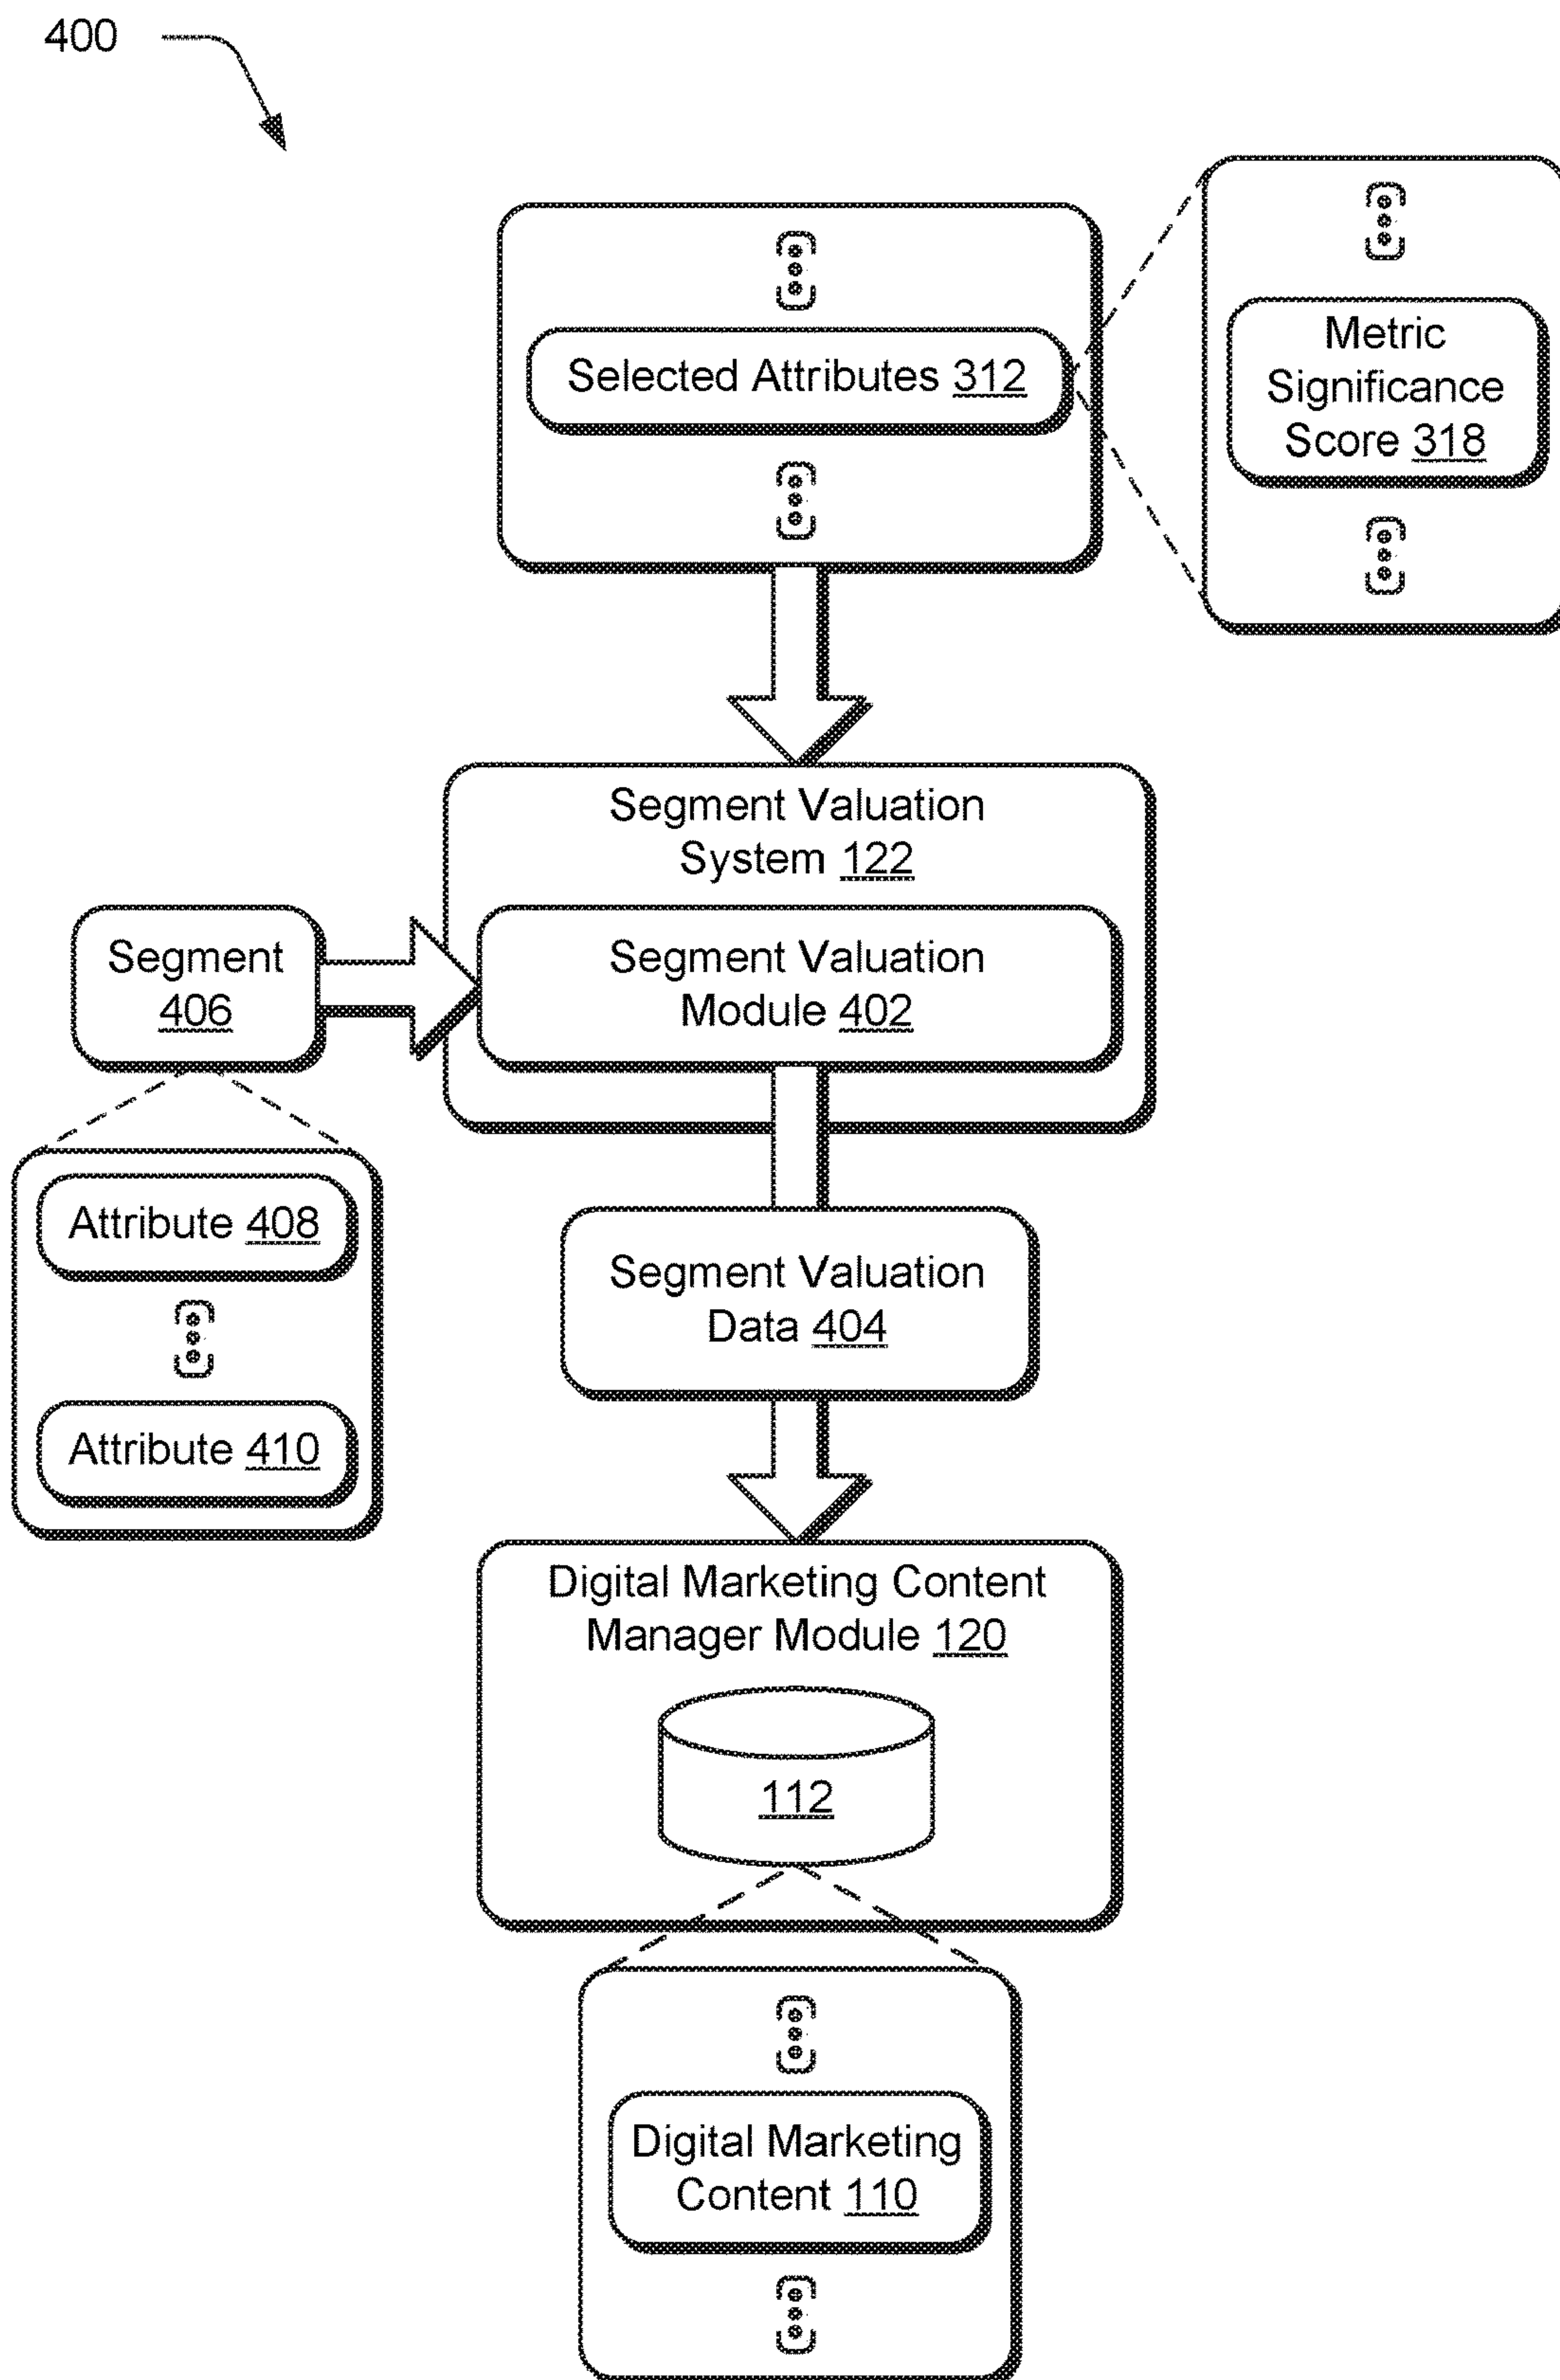 400
Selected Attributes 312
Metric
Significance
Score 318
Segment Valuation
System 122
Segment
406
Segment Valuation
Module 402
Attribute 408
Attribute 410
Segment Valuation
Data 404
Digital Marketing Content
Manager Module 120
112
Digital Marketing
Content 110